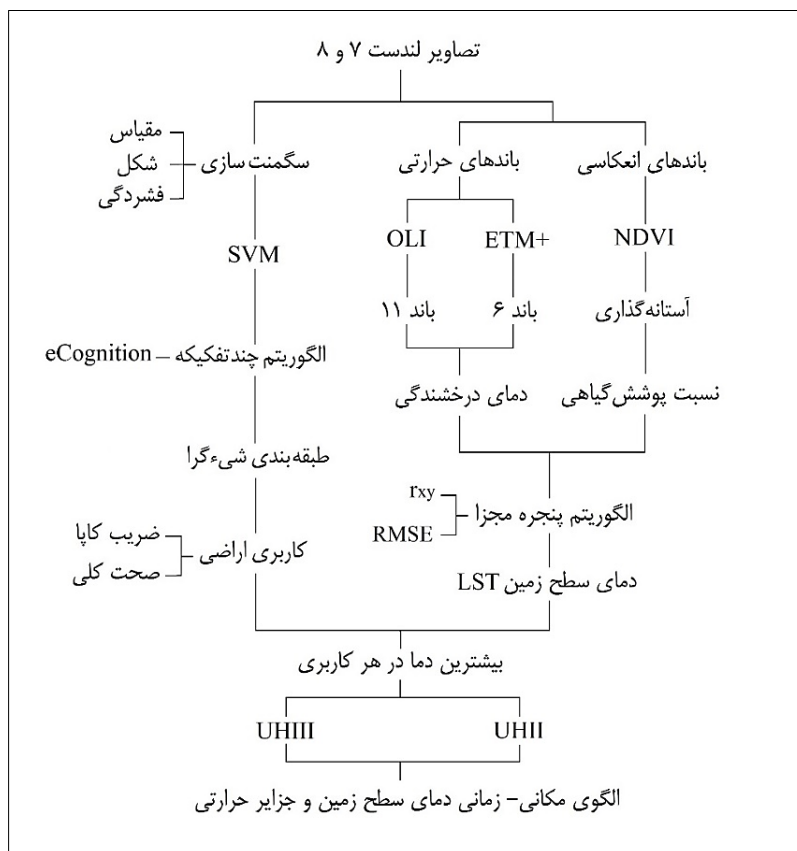 تصاویر لندست ۷ و ۸
باندهای انعکاسی
باندهای حرارتی
سگمنت سازی
مقیاس
شکل
فشردگی
NDVI
ETM+
OLI
SVM
آستانه‌گذاری
باند ۶
باند ۱۱
الگوریتم چندتفکیکه – eCognition
نسبت پوشش گیاهی
دمای درخشندگی
طبقه‌بندی شیءگرا
الگوریتم پنجره مجزا
rxy
RMSE
کاربری اراضی
ضریب کاپا
صحت کلی
دمای سطح زمین LST
بیشترین دما در هر کاربری
UHII
UHIII
الگوی مکانی- زمانی دمای سطح زمین و جزایر حرارتی